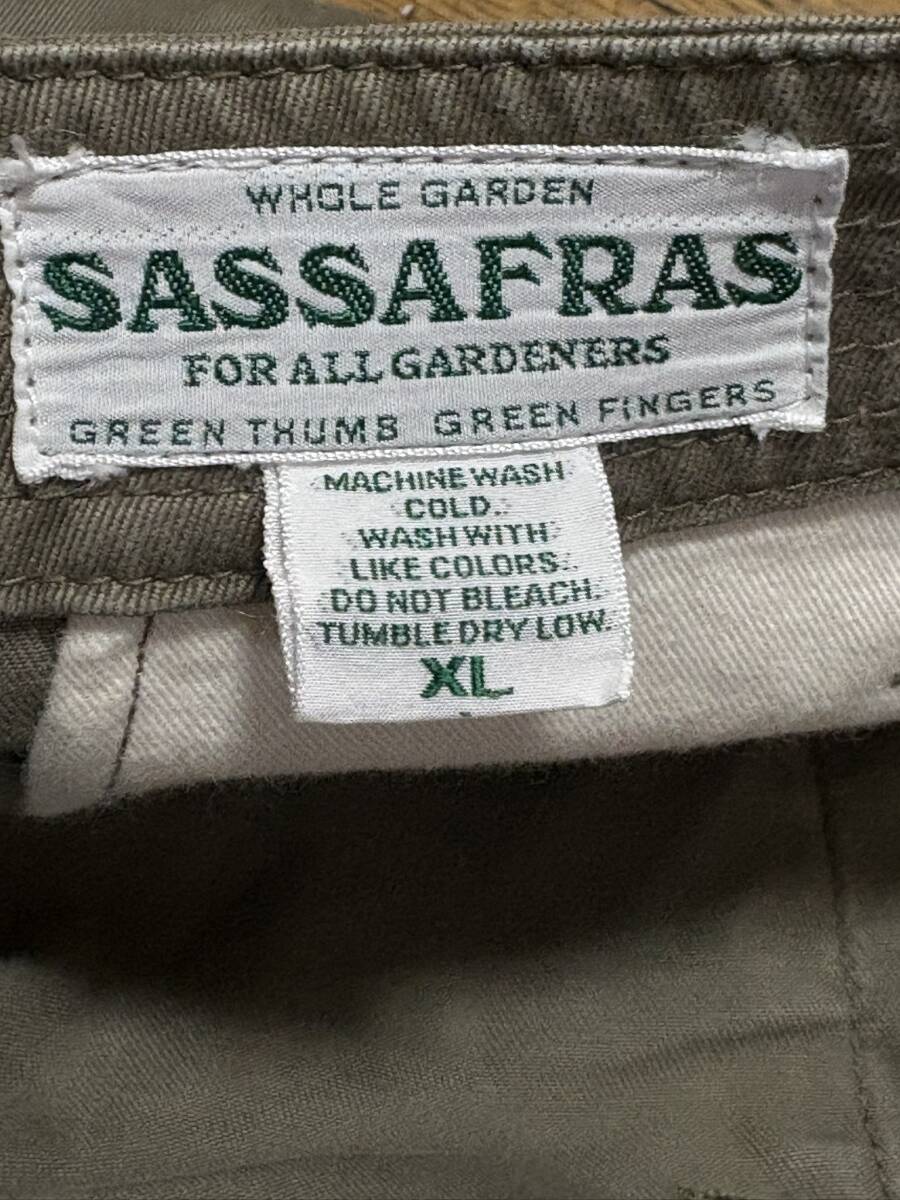 WHOLE GARDEN
SASSAFRAS
FOR ALL GARDENERS
GREEN THUMB GREEN FINGERS
MACHINE WASH
COLD.
WASH WITH
LIKE COLORS.
DO NOT BLEACH.
TUMBLE DRY LOW.
XL